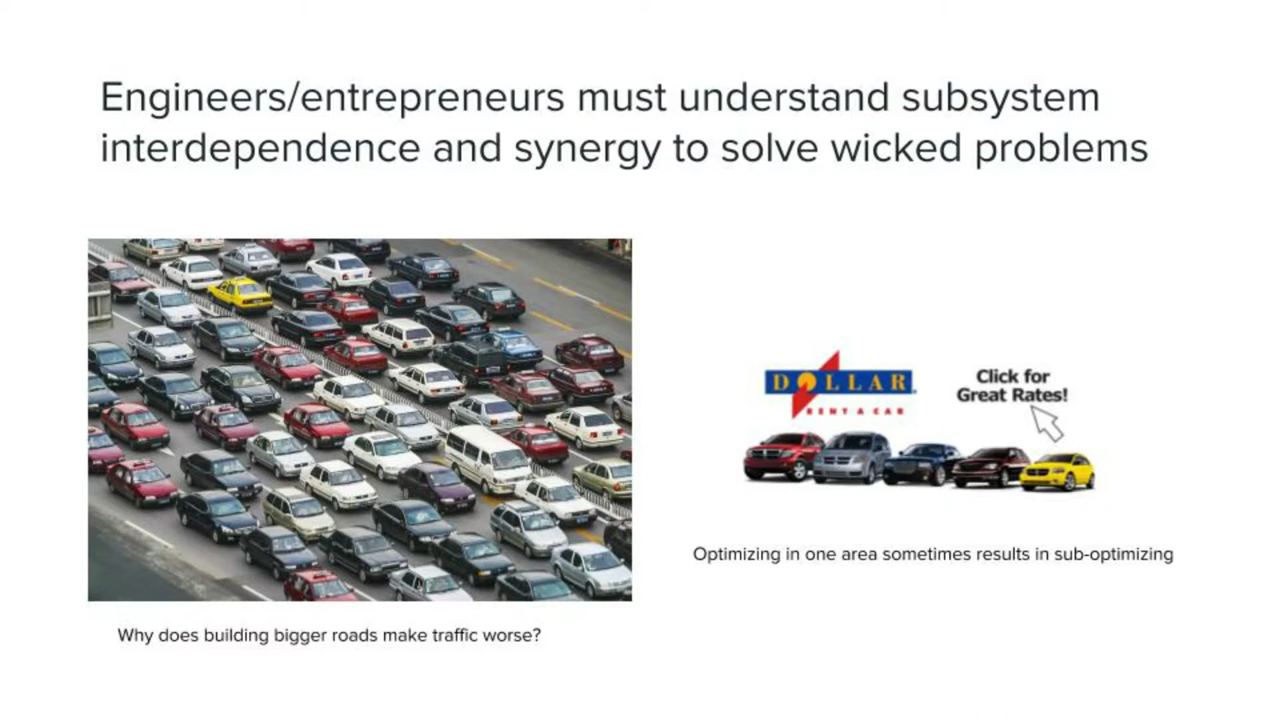 Engineers/entrepreneurs must understand subsystem
interdependence and synergy to solve wicked problems
DOLLAR
RENT A CAR
Click for
Great Rates!
Optimizing in one area sometimes results in sub-optimizing
Why does building bigger roads make traffic worse?